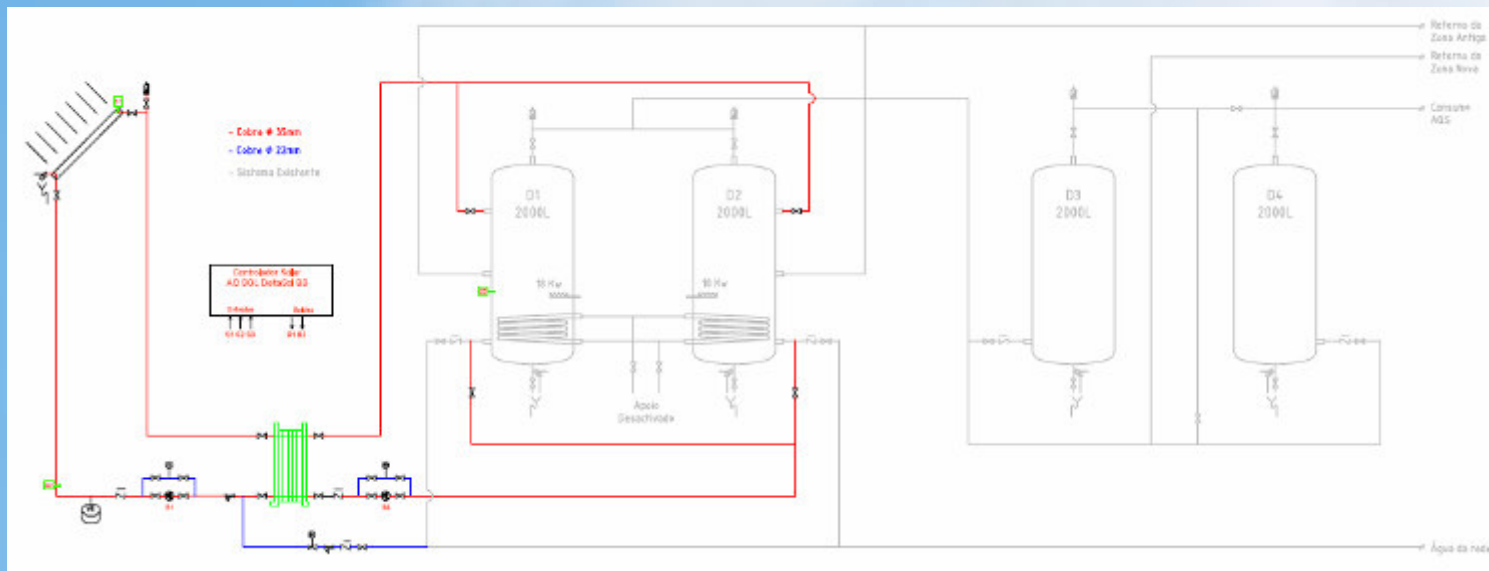 Retorno da
Zona Antiga
Retorno da
Zona Nova
Consumo
AQS
- Cobre # 35mm
- Cobre # 22mm
- Sistema Existente
D1
2000L
D2
2000L
D3
2000L
D4
2000L
Controlador Solar
18 Kw
18 Kw
Apoio
Desactivado
Água da rede